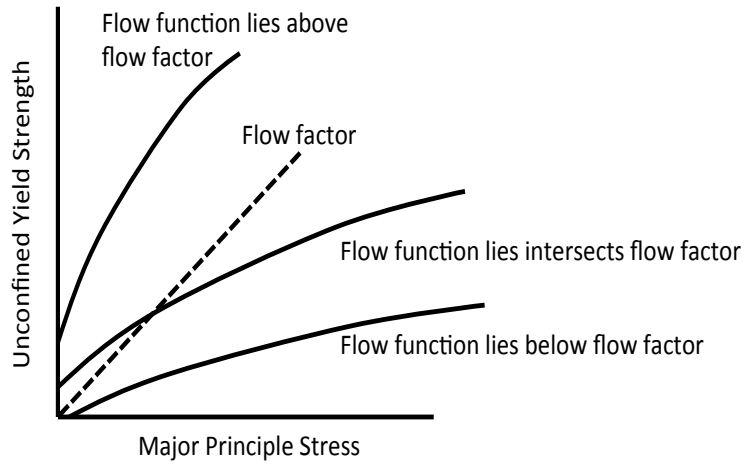 Flow function lies above
flow factor
Flow factor
Unconfined Yield Strength
Flow function lies intersects flow factor
Flow function lies below flow factor
Major Principle Stress